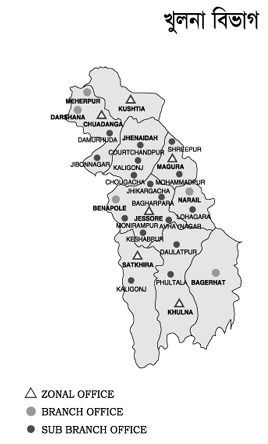 খুলনা বিভাগ
MEHERPUR
KUSHTIA
DARSHANA
CHUADANGA
DAMURHUDA
JHENAIDAH
SHREEPUR
COURTCHANDPUR
JIBONNAGAR
KALIGONJ
MAGURA
CHOUGACHA
MOHAMMADPUR
JHIKARGACHA
BAGHARPARA
NARAIL
BENAPOLE
JESSORE
LOHAGARA
MONIRAMPUR
AVHAYNAGAR
KESHABPUR
DAULATPUR
SATKHIRA
KALIGONJ
PHULTALA
BAGERHAT
KHULNA
ZONAL OFFICE
BRANCH OFFICE
SUB BRANCH OFFICE